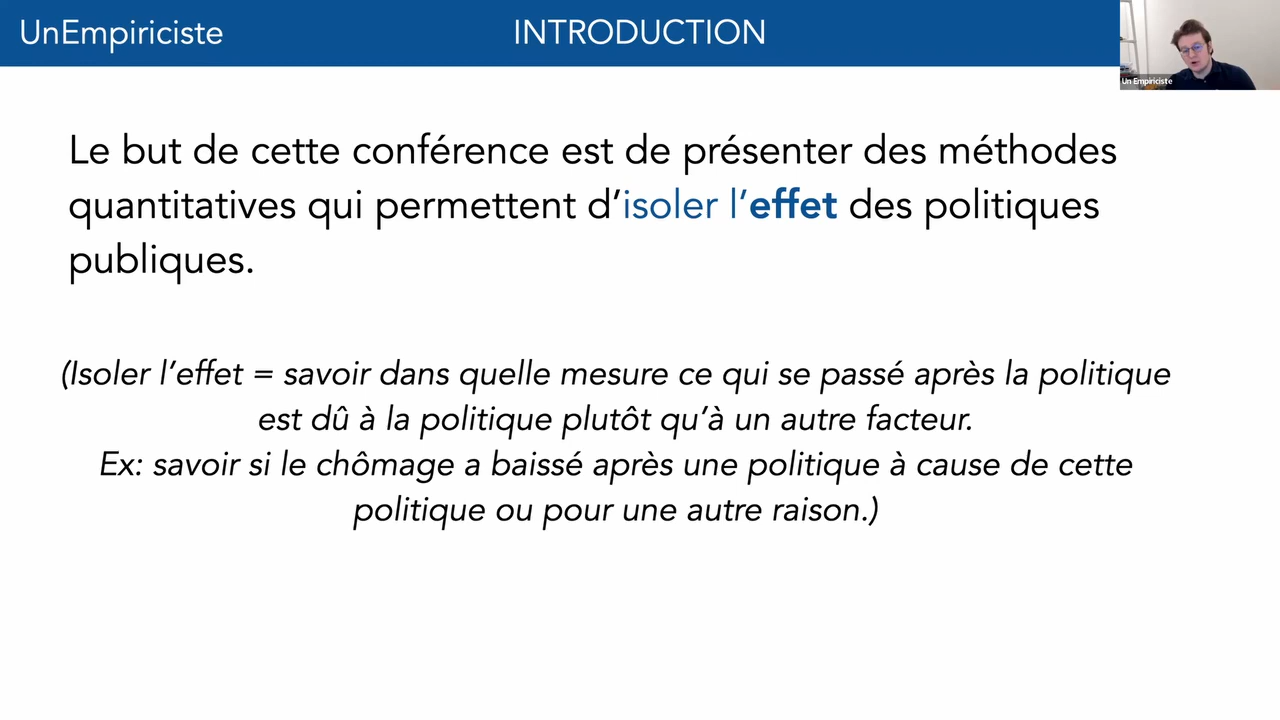 UnEmpiriciste
INTRODUCTION
Un Empiriciste
Le but de cette conférence est de présenter des méthodes
quantitatives qui permettent d’isoler l’effet des politiques
publiques.
(Isoler l’effet = savoir dans quelle mesure ce qui se passé après la politique
est dû à la politique plutôt qu’à un autre facteur.
Ex: savoir si le chômage a baissé après une politique à cause de cette
politique ou pour une autre raison.)